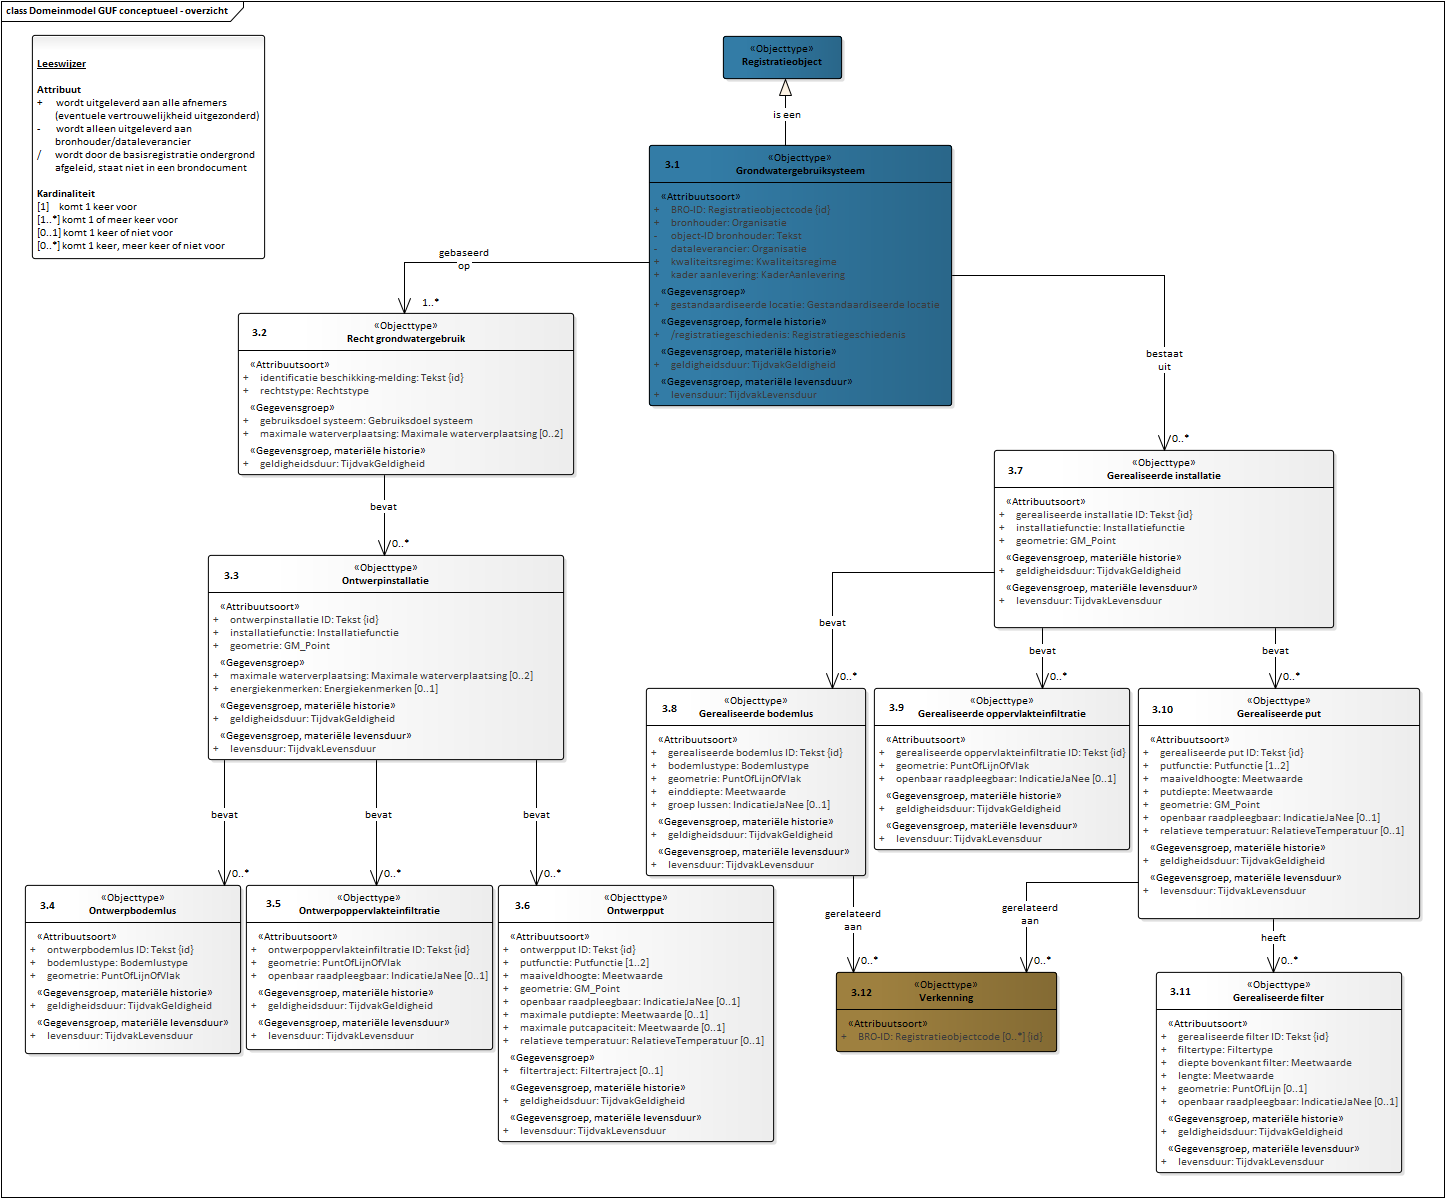 class Domeinmodel GUF conceptueel - overzicht
Leeswijzer
Attribuut
+ wordt uitgeleverd aan alle afnemers
(eventuele vertrouwelijkheid uitgezonderd)
- wordt alleen uitgeleverd aan
bronhouder/dataleverancier
/ wordt door de basisregistratie ondergrond
afgeleid, staat niet in een brondocument
Kardinaliteit
[1] komt 1 keer voor
[1..*] komt 1 of meer keer voor
[0..1] komt 1 keer of niet voor
[0..*] komt 1 keer, meer keer of niet voor
«Objecttype»
Registratieobject
is een
3.1
«Objecttype»
Grondwatergebruiksysteem
«Attribuutsoort»
+ BRO-ID: Registratieobjectcode {id}
+ bronhouder: Organisatie
- object-ID bronhouder: Tekst
- dataleverancier: Organisatie
+ kwaliteitsregime: Kwaliteitsregime
+ kader aanlevering: KaderAanlevering
«Gegevensgroep»
+ gestandaardiseerde locatie: Gestandaardiseerde locatie
«Gegevensgroep, formele historie»
+ /registratiegeschiedenis: Registratiegeschiedenis
«Gegevensgroep, materiële historie»
+ geldigheidsduur: TijdvakGeldigheid
«Gegevensgroep, materiële levensduur»
+ levensduur: TijdvakLevensduur
gebaseerd
op
1..*
bestaat
uit
0..*
3.2
«Objecttype»
Recht grondwatergebruik
«Attribuutsoort»
+ identificatie beschikking-melding: Tekst {id}
+ rechtstype: Rechtstype
«Gegevensgroep»
+ gebruiksdoel systeem: Gebruiksdoel systeem
+ maximale waterverplaatsing: Maximale waterverplaatsing [0..2]
«Gegevensgroep, materiële historie»
+ geldigheidsduur: TijdvakGeldigheid
bevat
0..*
3.3
«Objecttype»
Ontwerpinstallatie
«Attribuutsoort»
+ ontwerpinstallatie ID: Tekst {id}
+ installatiefunctie: Installatiefunctie
+ geometrie: GM_Point
«Gegevensgroep»
+ maximale waterverplaatsing: Maximale waterverplaatsing [0..2]
+ energiekenmerken: Energiekenmerken [0..1]
«Gegevensgroep, materiële historie»
+ geldigheidsduur: TijdvakGeldigheid
«Gegevensgroep, materiële levensduur»
+ levensduur: TijdvakLevensduur
bevat
0..*
bevat
0..*
bevat
0..*
3.4
«Objecttype»
Ontwerpbodemlus
«Attribuutsoort»
+ ontwerpbodemlus ID: Tekst {id}
+ bodemlustype: Bodemlustype
+ geometrie: PuntOfLijnOfVlak
«Gegevensgroep, materiële historie»
+ geldigheidsduur: TijdvakGeldigheid
«Gegevensgroep, materiële levensduur»
+ levensduur: TijdvakLevensduur
3.5
«Objecttype»
Ontwerpoppervlakteinfiltratie
«Attribuutsoort»
+ ontwerpoppervlakteinfiltratie ID: Tekst {id}
+ geometrie: PuntOfLijnOfVlak
+ openbaar raadpleegbaar: IndicatieJaNee [0..1]
«Gegevensgroep, materiële historie»
+ geldigheidsduur: TijdvakGeldigheid
«Gegevensgroep, materiële levensduur»
+ levensduur: TijdvakLevensduur
3.6
«Objecttype»
Ontwerpput
«Attribuutsoort»
+ ontwerpput ID: Tekst {id}
+ putfunctie: Putfunctie [1..2]
+ maaiveldhoogte: Meetwaarde
+ geometrie: GM_Point
+ openbaar raadpleegbaar: IndicatieJaNee [0..1]
+ maximale putdiepte: Meetwaarde [0..1]
+ maximale putcapaciteit: Meetwaarde [0..1]
+ relatieve temperatuur: RelatieveTemperatuur [0..1]
«Gegevensgroep»
+ filtertraject: Filtertraject [0..1]
«Gegevensgroep, materiële historie»
+ geldigheidsduur: TijdvakGeldigheid
«Gegevensgroep, materiële levensduur»
+ levensduur: TijdvakLevensduur
3.7
«Objecttype»
Gerealiseerde installatie
«Attribuutsoort»
+ gerealiseerde installatie ID: Tekst {id}
+ installatiefunctie: Installatiefunctie
+ geometrie: GM_Point
«Gegevensgroep, materiële historie»
+ geldigheidsduur: TijdvakGeldigheid
«Gegevensgroep, materiële levensduur»
+ levensduur: TijdvakLevensduur
bevat
0..*
bevat
0..*
bevat
0..*
3.8
«Objecttype»
Gerealiseerde bodemlus
«Attribuutsoort»
+ gerealiseerde bodemlus ID: Tekst {id}
+ bodemlustype: Bodemlustype
+ geometrie: PuntOfLijnOfVlak
+ einddiepte: Meetwaarde
+ groep lussen: IndicatieJaNee [0..1]
«Gegevensgroep, materiële historie»
+ geldigheidsduur: TijdvakGeldigheid
«Gegevensgroep, materiële levensduur»
+ levensduur: TijdvakLevensduur
3.9
«Objecttype»
Gerealiseerde oppervlakteinfiltratie
«Attribuutsoort»
+ gerealiseerde oppervlakteinfiltratie ID: Tekst {id}
+ geometrie: PuntOfLijnOfVlak
+ openbaar raadpleegbaar: IndicatieJaNee [0..1]
«Gegevensgroep, materiële historie»
+ geldigheidsduur: TijdvakGeldigheid
«Gegevensgroep, materiële levensduur»
+ levensduur: TijdvakLevensduur
3.10
«Objecttype»
Gerealiseerde put
«Attribuutsoort»
+ gerealiseerde put ID: Tekst {id}
+ putfunctie: Putfunctie [1..2]
+ maaiveldhoogte: Meetwaarde
+ putdiepte: Meetwaarde
+ geometrie: GM_Point
+ openbaar raadpleegbaar: IndicatieJaNee [0..1]
+ relatieve temperatuur: RelatieveTemperatuur [0..1]
«Gegevensgroep, materiële historie»
+ geldigheidsduur: TijdvakGeldigheid
«Gegevensgroep, materiële levensduur»
+ levensduur: TijdvakLevensduur
gerelateerd
aan
0..*
gerelateerd
aan
0..*
heeft
0..*
3.12
«Objecttype»
Verkenning
«Attribuutsoort»
+ BRO-ID: Registratieobjectcode [0..*] {id}
3.11
«Objecttype»
Gerealiseerde filter
«Attribuutsoort»
+ gerealiseerde filter ID: Tekst {id}
+ filtertype: Filtertype
+ diepte bovenkant filter: Meetwaarde
+ lengte: Meetwaarde
+ geometrie: PuntOfLijn [0..1]
+ openbaar raadpleegbaar: IndicatieJaNee [0..1]
«Gegevensgroep, materiële historie»
+ geldigheidsduur: TijdvakGeldigheid
«Gegevensgroep, materiële levensduur»
+ levensduur: TijdvakLevensduur